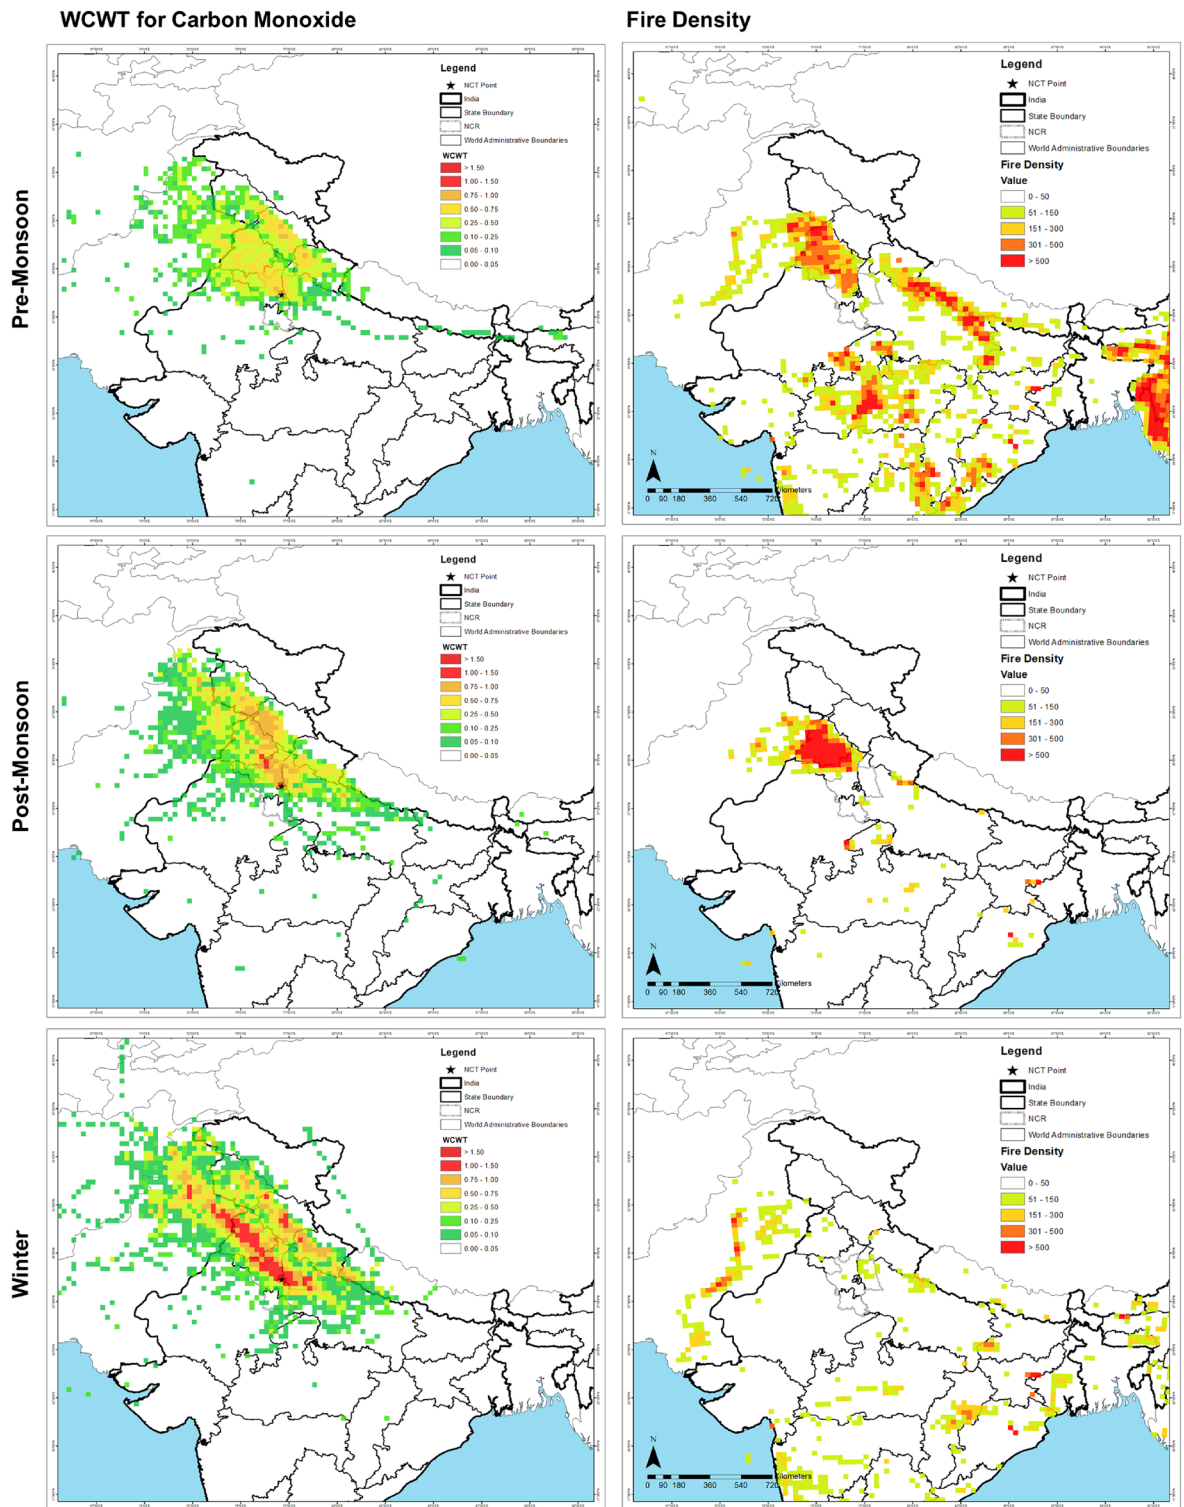 WCWT for Carbon Monoxide
Fire Density
Pre-Monsoon
Legend
NCT Point
India
State Boundary
NCR
World Administrative Boundaries
WCWT
> 1.50
1.00 - 1.50
0.75 - 1.00
0.50 - 0.75
0.25 - 0.50
0.10 - 0.25
0.05 - 0.10
0.00 - 0.05
Legend
NCT Point
India
State Boundary
NCR
World Administrative Boundaries
Fire Density
Value
0 - 50
51 - 150
151 - 300
301 - 500
> 500
N
Kilometers
0 90 180 360 540 720
Post-Monsoon
Legend
NCT Point
India
State Boundary
NCR
World Administrative Boundaries
WCWT
> 1.50
1.00 - 1.50
0.75 - 1.00
0.50 - 0.75
0.25 - 0.50
0.10 - 0.25
0.05 - 0.10
0.00 - 0.05
Legend
NCT Point
India
State Boundary
NCR
World Administrative Boundaries
Fire Density
Value
0 - 50
51 - 150
151 - 300
301 - 500
> 500
N
Kilometers
0 90 180 360 540 720
Winter
Legend
NCT Point
India
State Boundary
NCR
World Administrative Boundaries
WCWT
> 1.50
1.00 - 1.50
0.75 - 1.00
0.50 - 0.75
0.25 - 0.50
0.10 - 0.25
0.05 - 0.10
0.00 - 0.05
Legend
NCT Point
India
State Boundary
NCR
World Administrative Boundaries
Fire Density
Value
0 - 50
51 - 150
151 - 300
301 - 500
> 500
N
Kilometers
0 90 180 360 540 720